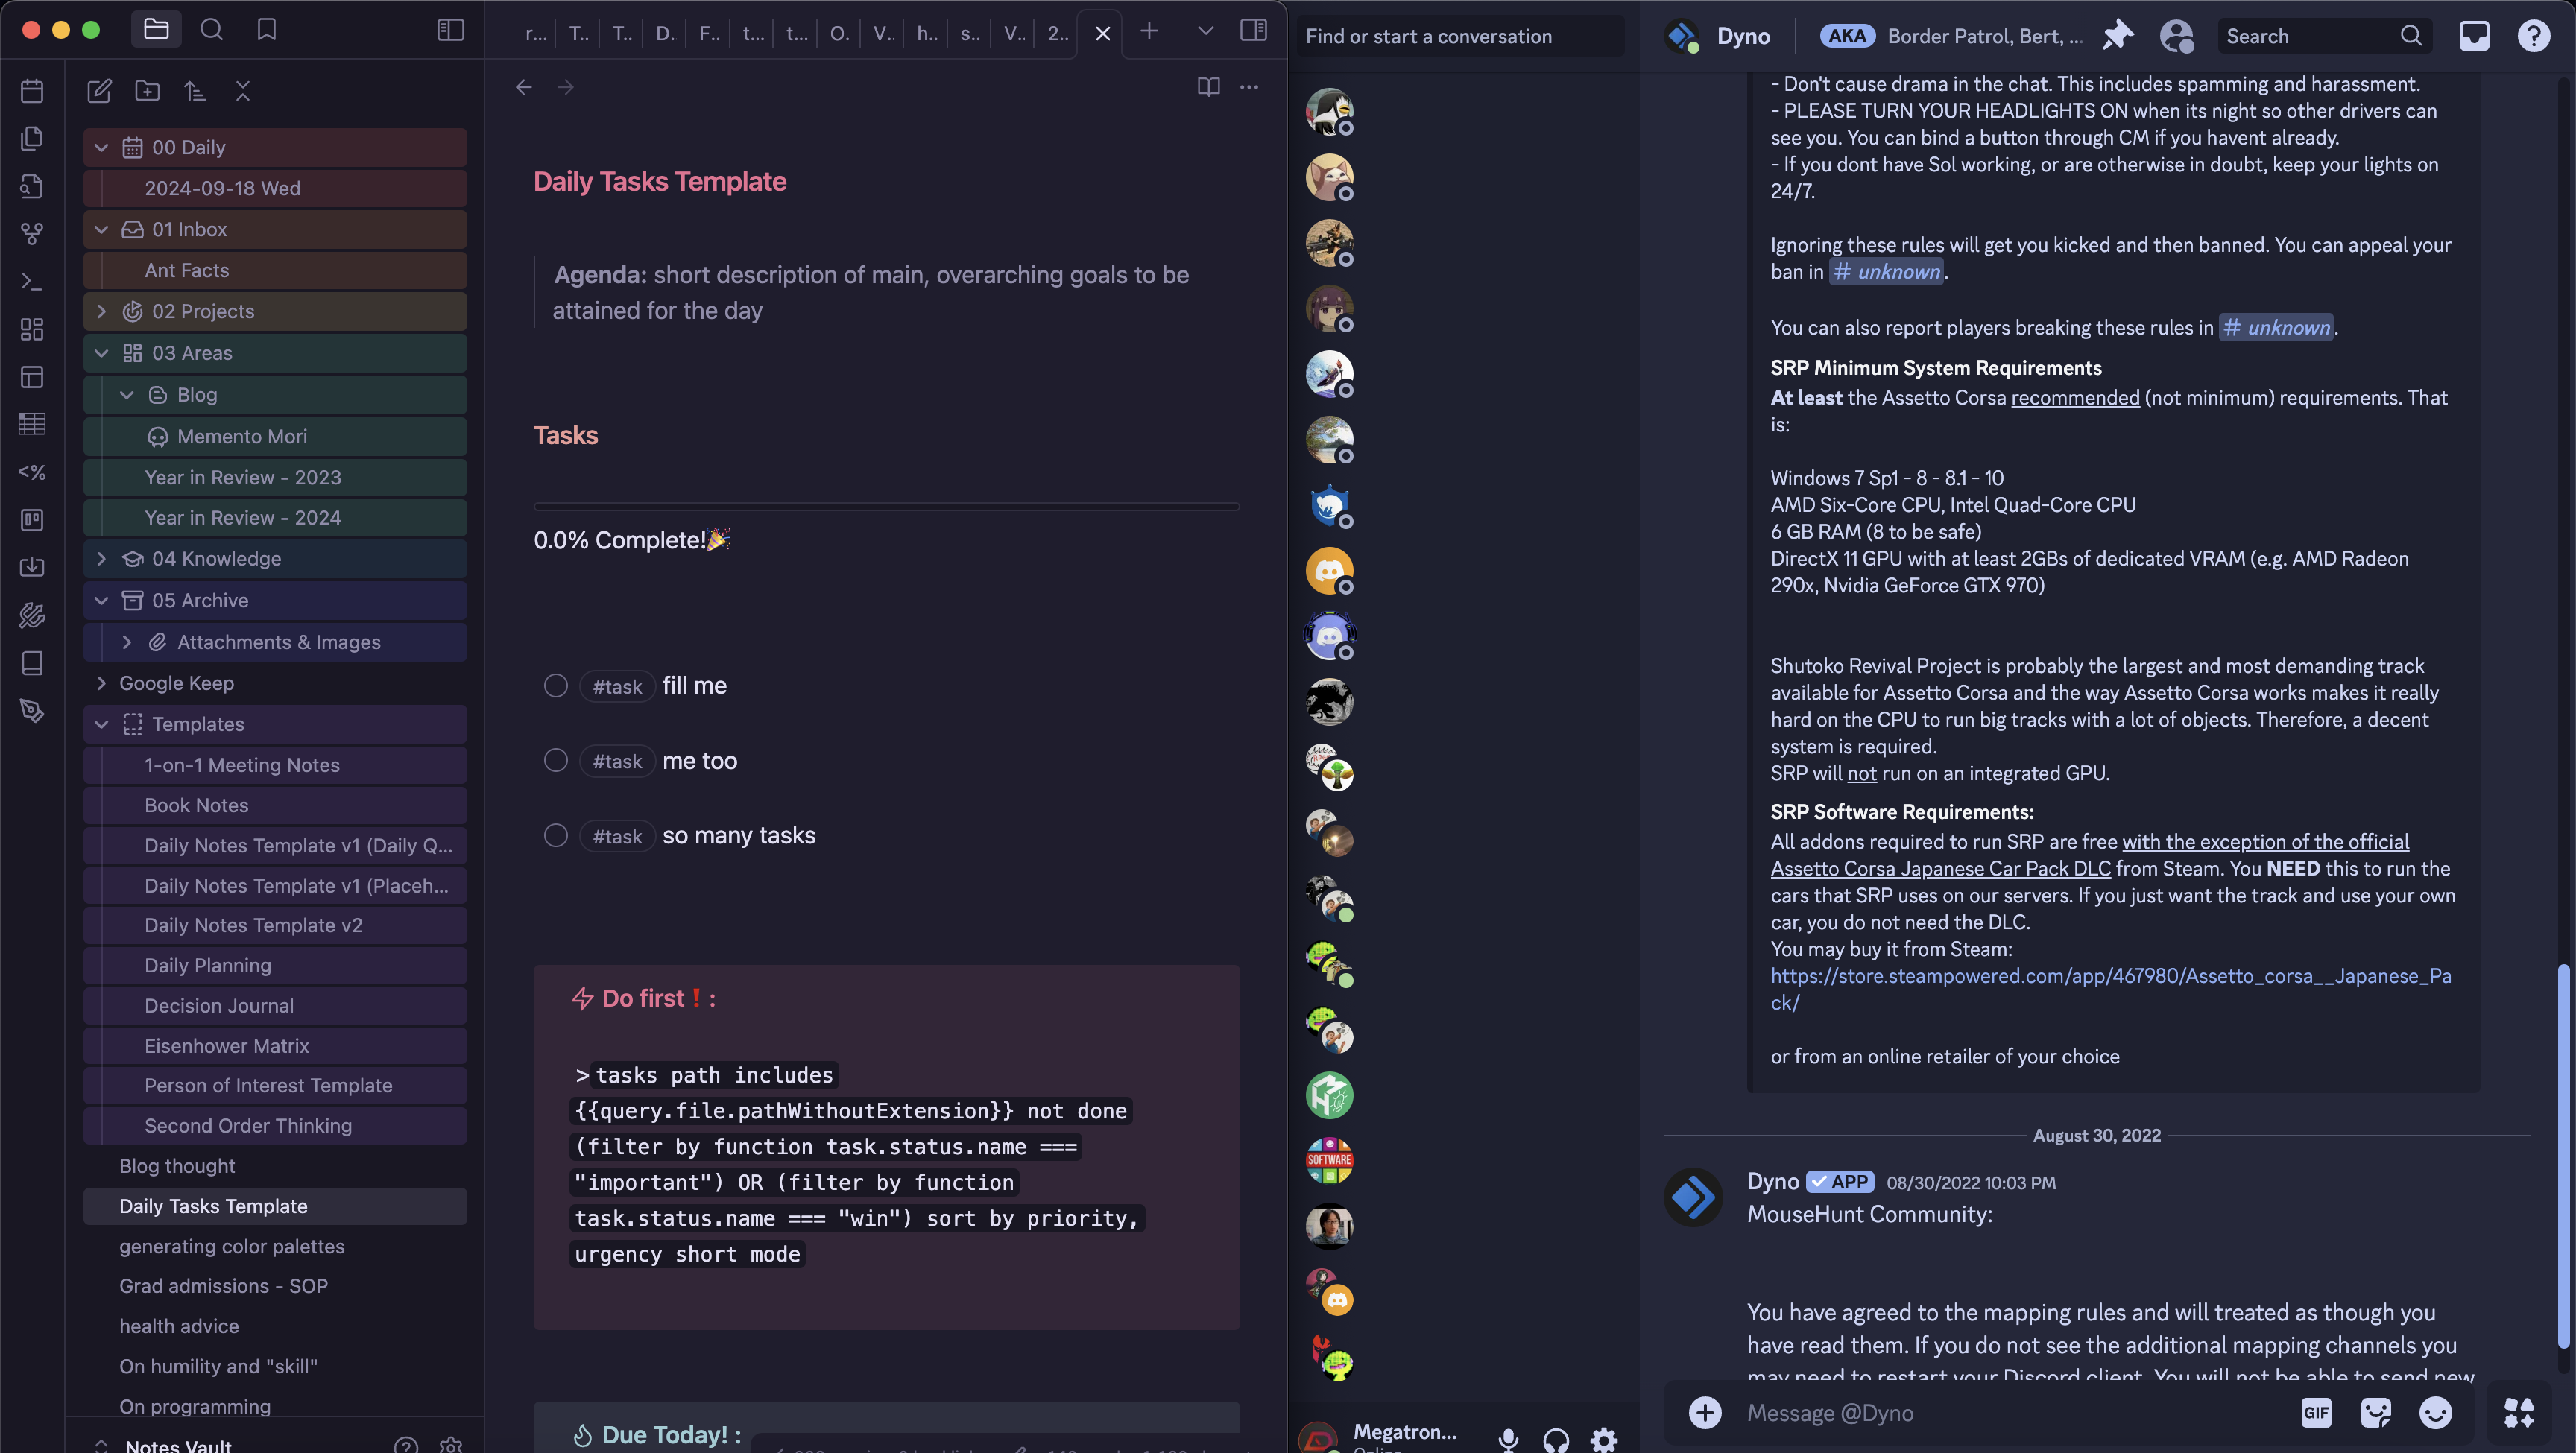 r...
T..
T..
D.
F..
t...
t...
O.
V..
h..
s..
V..
2..
00 Daily
2024-09-18 Wed
01 Inbox
Ant Facts
02 Projects
03 Areas
Blog
Memento Mori
Year in Review - 2023
Year in Review - 2024
04 Knowledge
05 Archive
Attachments & Images
Google Keep
Templates
1-on-1 Meeting Notes
Book Notes
Daily Notes Template v1 (Daily Q...
Daily Notes Template v1 (Placeh...
Daily Notes Template v2
Daily Planning
Decision Journal
Eisenhower Matrix
Person of Interest Template
Second Order Thinking
Blog thought
Daily Tasks Template
generating color palettes
Grad admissions - SOP
health advice
On humility and "skill"
On programming
Notes Vault
Daily Tasks Template
Agenda: short description of main, overarching goals to be
attained for the day
Tasks
0.0% Complete!🎉
#task fill me
#task me too
#task so many tasks
Do first❗:
>tasks path includes
{{query.file.pathWithoutExtension}} not done
(filter by function task.status.name ===
"important") OR (filter by function
task.status.name === "win") sort by priority,
urgency short mode
Due Today! :
Find or start a conversation
SOFTWARE
Megatron...
Online
Dyno
AKA Border Patrol, Bert, ...
Search
- Don't cause drama in the chat. This includes spamming and harassment.
- PLEASE TURN YOUR HEADLIGHTS ON when its night so other drivers can
see you. You can bind a button through CM if you havent already.
- If you dont have Sol working, or are otherwise in doubt, keep your lights on
24/7.
Ignoring these rules will get you kicked and then banned. You can appeal your
ban in # unknown.
You can also report players breaking these rules in # unknown.
SRP Minimum System Requirements
At least the Assetto Corsa recommended (not minimum) requirements. That
is:
Windows 7 Sp1 - 8 - 8.1 - 10
AMD Six-Core CPU, Intel Quad-Core CPU
6 GB RAM (8 to be safe)
DirectX 11 GPU with at least 2GBs of dedicated VRAM (e.g. AMD Radeon
290x, Nvidia GeForce GTX 970)
Shutoko Revival Project is probably the largest and most demanding track
available for Assetto Corsa and the way Assetto Corsa works makes it really
hard on the CPU to run big tracks with a lot of objects. Therefore, a decent
system is required.
SRP will not run on an integrated GPU.
SRP Software Requirements:
All addons required to run SRP are free with the exception of the official
Assetto Corsa Japanese Car Pack DLC from Steam. You NEED this to run the
cars that SRP uses on our servers. If you just want the track and use your own
car, you do not need the DLC.
You may buy it from Steam:
https://store.steampowered.com/app/467980/Assetto_corsa__Japanese_Pa
ck/
or from an online retailer of your choice
August 30, 2022
Dyno APP 08/30/2022 10:03 PM
MouseHunt Community:
You have agreed to the mapping rules and will treated as though you
have read them. If you do not see the additional mapping channels you
may need to restart your Discord client. You will not be able to send new
Message @Dyno
GIF